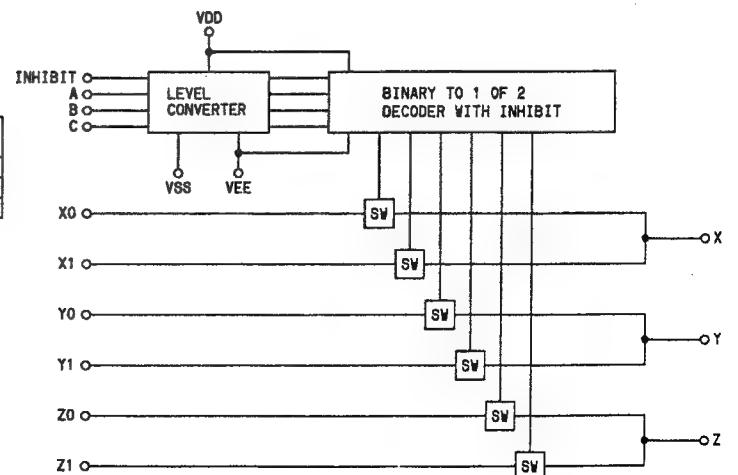 VDD
INHIBIT
A
B
C
LEVEL
CONVERTER
BINARY TO 1 OF 2
DECODER WITH INHIBIT
VSS
VEE
X0
SW
X
X1
SW
Y0
SW
Y
Y1
SW
Z0
SW
Z
Z1
SW